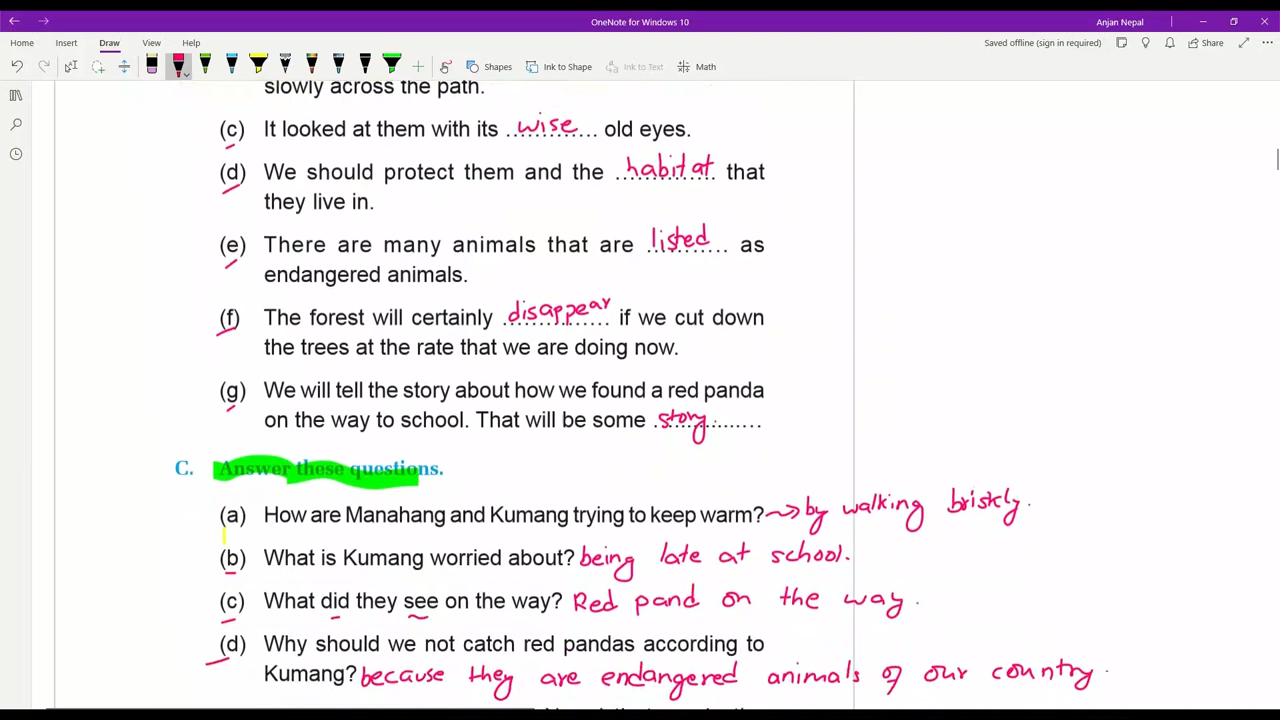 OneNote for Windows 10
Anjan Nepal
Home Insert Draw View Help
Saved offline (sign in required) Share
Shapes Ink to Shape Ink to Text Math
slowly across the path.
(c) It looked at them with its ..wise.. old eyes.
(d) We should protect them and the ..habitat.. that
they live in.
(e) There are many animals that are ..listed.. as
endangered animals.
(f) The forest will certainly ..disappear.. if we cut down
the trees at the rate that we are doing now.
(g) We will tell the story about how we found a red panda
on the way to school. That will be some ..story......
C. Answer these questions.
(a) How are Manahang and Kumang trying to keep warm? → by walking briskly.
(b) What is Kumang worried about? being late at school.
(c) What did they see on the way? Red pand on the way.
(d) Why should we not catch red pandas according to
Kumang? because they are endangered animals of our country.